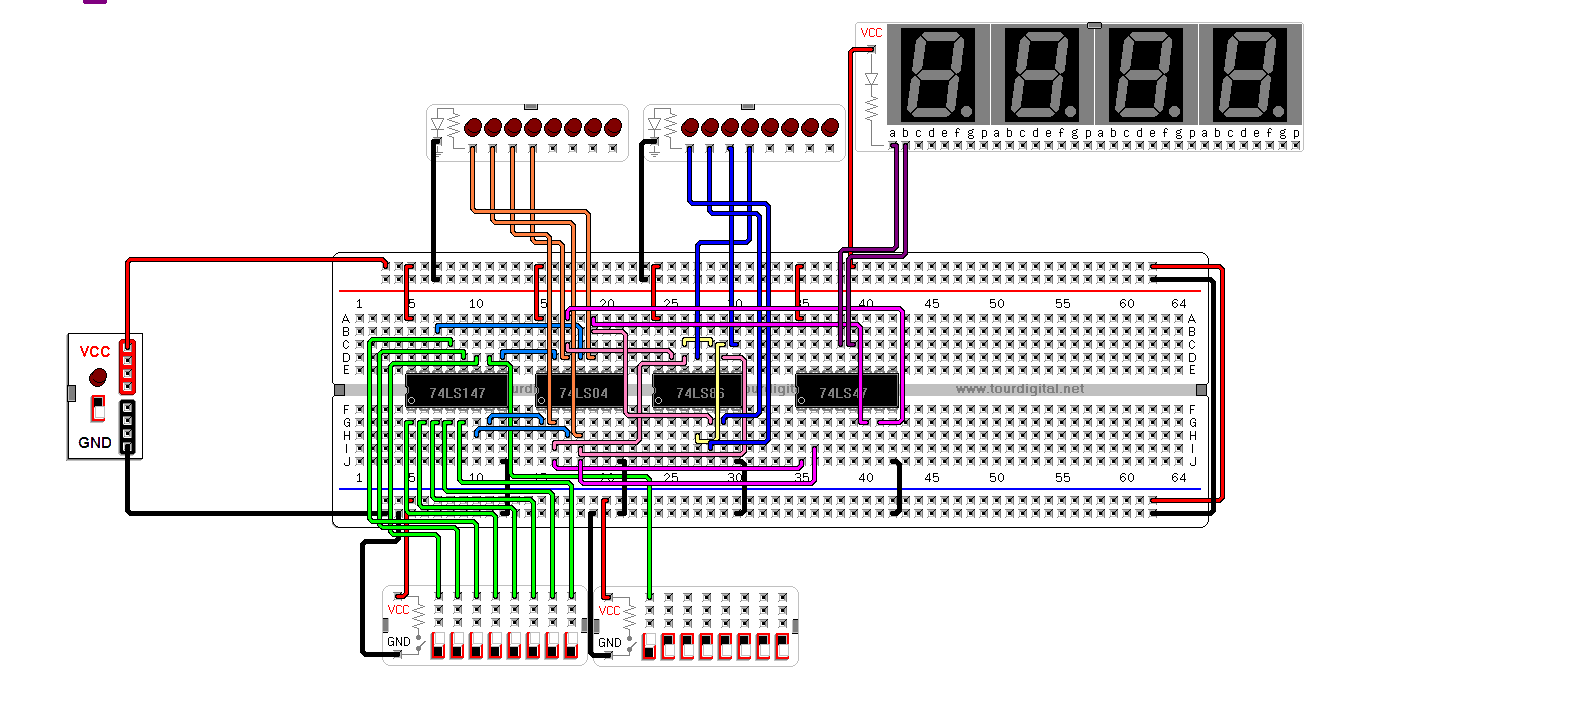 VCC
a b c d e f g p a b c d e f g p a b c d e f g p a b c d e f g p
1 5 10 15 20 25 30 35 40 45 50 55 60 64
A A
B B
C C
D D
E E
VCC
GND
74LS147 74LS04 74LS86 74LS47 www.tourdigital.net
F F
G G
H H
I I
J J
1 5 10 15 20 25 30 35 40 45 50 55 60 64
VCC VCC
GND GND